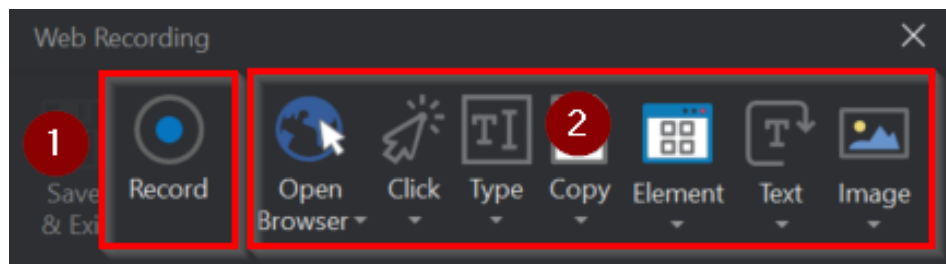 Web Recording
1
2
Save
& Exi
Record
Open
Browser
Click
Type
Copy
Element
Text
Image